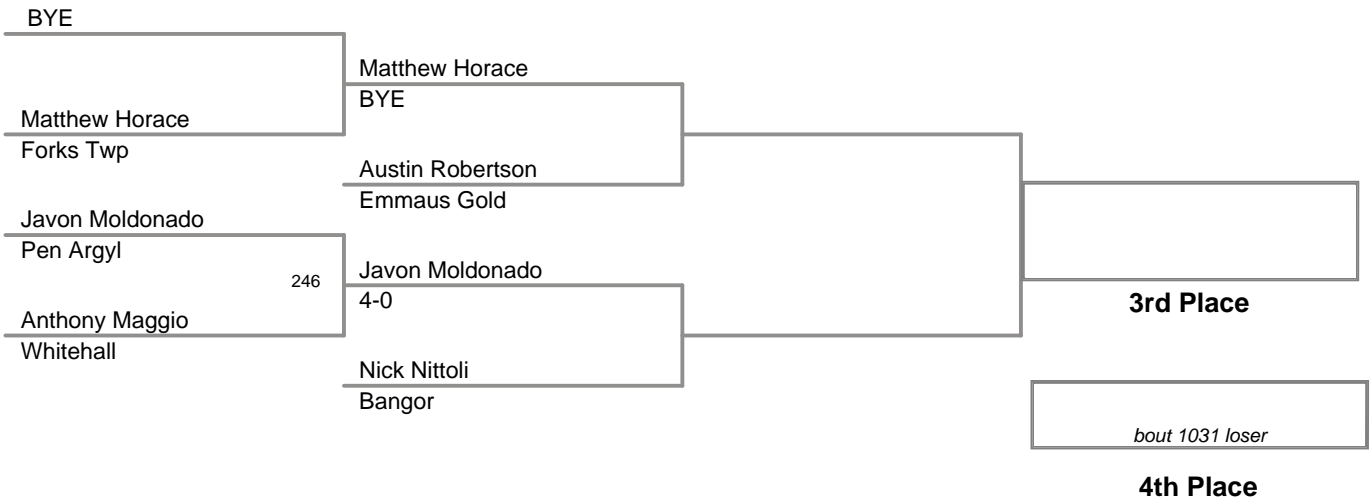 BYE
Matthew Horace
BYE
Matthew Horace
Forks Twp
Austin Robertson
Emmaus Gold
Javon Moldonado
Pen Argyl
246
Javon Moldonado
4-0
3rd Place
Anthony Maggio
Whitehall
Nick Nittoli
Bangor
bout 1031 loser
4th Place